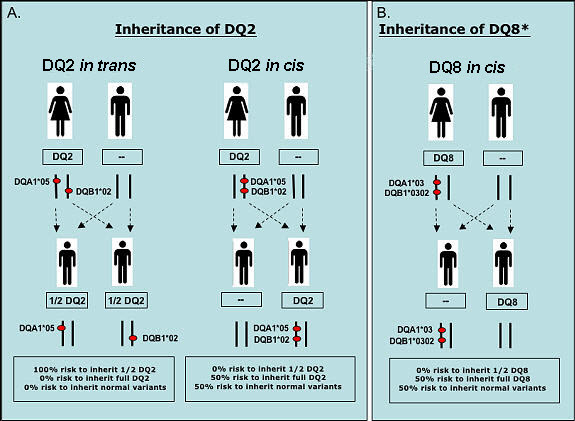 A.
Inheritance of DQ2
DQ2 in trans
DQ2 in cis
DQ2
--
DQ2
--
DQA1*05
DQB1*02
DQA1*05
DQB1*02
1/2 DQ2
1/2 DQ2
--
DQ2
DQA1*05
DQB1*02
DQA1*05
DQB1*02
100% risk to inherit 1/2 DQ2
0% risk to inherit full DQ2
0% risk to inherit normal variants
0% risk to inherit 1/2 DQ2
50% risk to inherit full DQ2
50% risk to inherit normal variants
B.
Inheritance of DQ8*
DQ8 in cis
DQ8
--
DQA1*03
DQB1*0302
--
DQ8
DQA1*03
DQB1*0302
0% risk to inherit 1/2 DQ8
50% risk to inherit full DQ8
50% risk to inherit normal variants